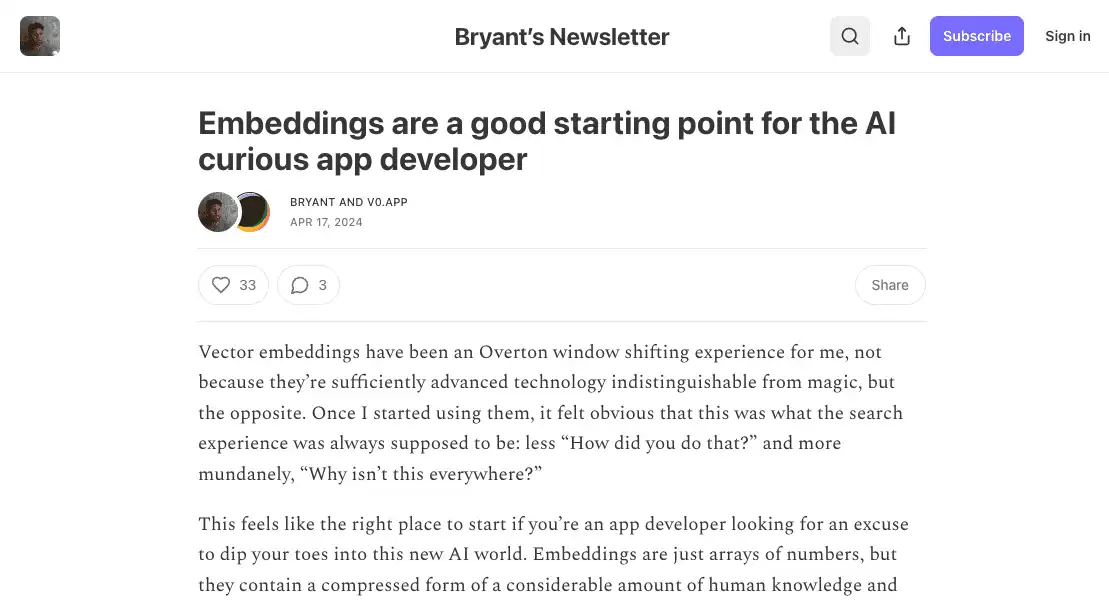 Bryant’s Newsletter
Subscribe
Sign in
Embeddings are a good starting point for the AI
curious app developer
BRYANT AND V0.APP
APR 17, 2024
33
3
Share
Vector embeddings have been an Overton window shifting experience for me, not
because they’re sufficiently advanced technology indistinguishable from magic, but
the opposite. Once I started using them, it felt obvious that this was what the search
experience was always supposed to be: less “How did you do that?” and more
mundanely, “Why isn’t this everywhere?”
This feels like the right place to start if you’re an app developer looking for an excuse
to dip your toes into this new AI world. Embeddings are just arrays of numbers, but
they contain a compressed form of a considerable amount of human knowledge and